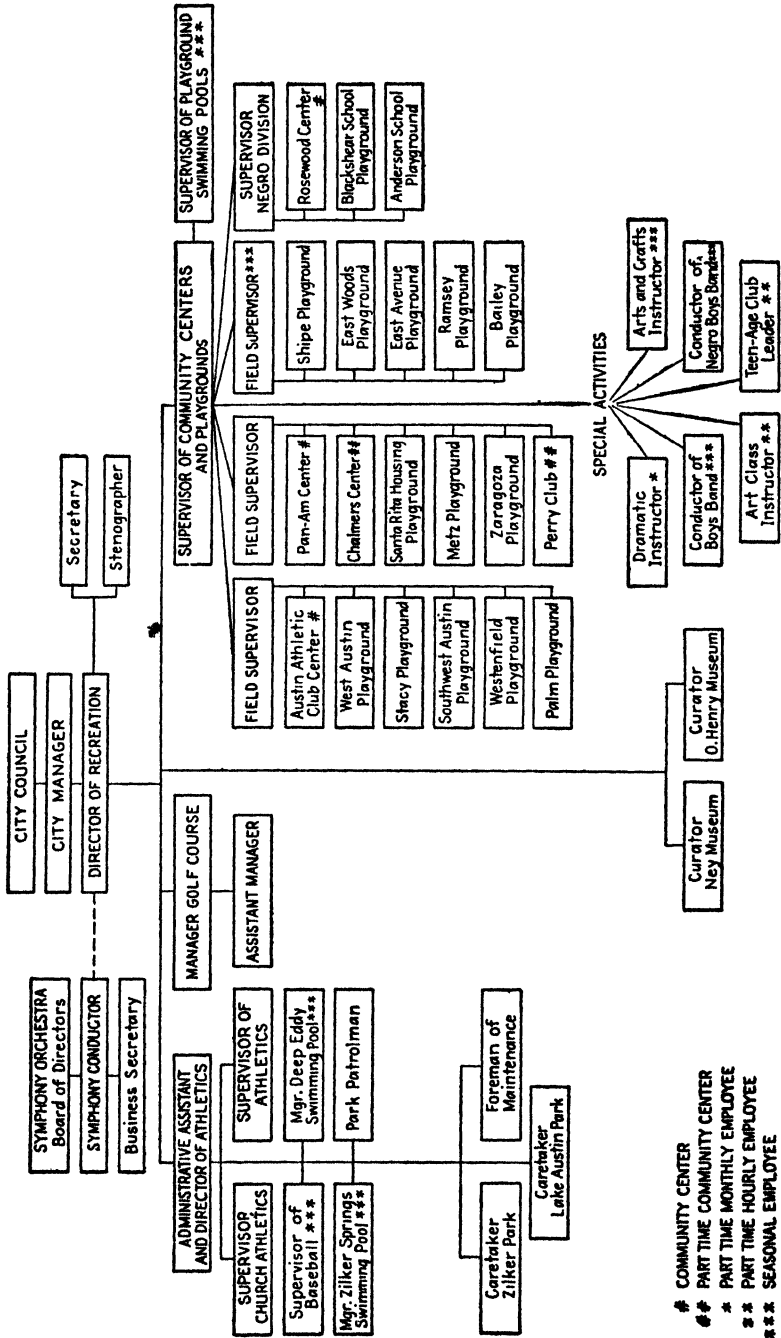 CITY COUNCIL
CITY MANAGER
DIRECTOR OF RECREATION
Secretary
Stenographer
SYMPHONY ORCHESTRA
Board of Directors
SYMPHONY CONDUCTOR
Business Secretary
ADMINISTRATIVE ASSISTANT
AND DIRECTOR OF ATHLETICS
SUPERVISOR
CHURCH ATHLETICS
SUPERVISOR OF
ATHLETICS
Supervisor of
Baseball ***
Mgr. Deep Eddy
Swimming Pool***
Mgr. Zilker Springs
Swimming Pool ***
Park Patrolman
Caretaker
Zilker Park
Foreman of
Maintenance
Caretaker
Lake Austin Park
MANAGER GOLF COURSE
ASSISTANT MANAGER
Curator
Ney Museum
Curator
O.Henry Museum
#
SUPERVISOR OF COMMUNITY CENTERS
AND PLAYGROUNDS
SUPERVISOR OF PLAYGROUND
SWIMMING POOLS ***
FIELD SUPERVISOR
Austin Athletic
Club Center #
West Austin
Playground
Stacy Playground
Southwest Austin
Playground
Westenfield
Playground
Palm Playground
FIELD SUPERVISOR
Pan-Am Center #
Chalmers Center##
Santa Rita Housing
Playground
Metz Playground
Zaragoza
Playground
Perry Club ##
FIELD SUPERVISOR***
Shipe Playground
East Woods
Playground
East Avenue
Playground
Ramsey
Playground
Bailey
Playground
SUPERVISOR
NEGRO DIVISION
Rosewood Center
#
Blackshear School
Playground
Anderson School
Playground
SPECIAL ACTIVITIES
Dramatic
Instructor *
Conductor of
Boys Band ***
Art Class
Instructor **
Arts and Crafts
Instructor ***
Conductor of
Negro Boys Band***
Teen-Age Club
Leader **
# COMMUNITY CENTER
## PART TIME COMMUNITY CENTER
* PART TIME MONTHLY EMPLOYEE
** PART TIME HOURLY EMPLOYEE
*** SEASONAL EMPLOYEE